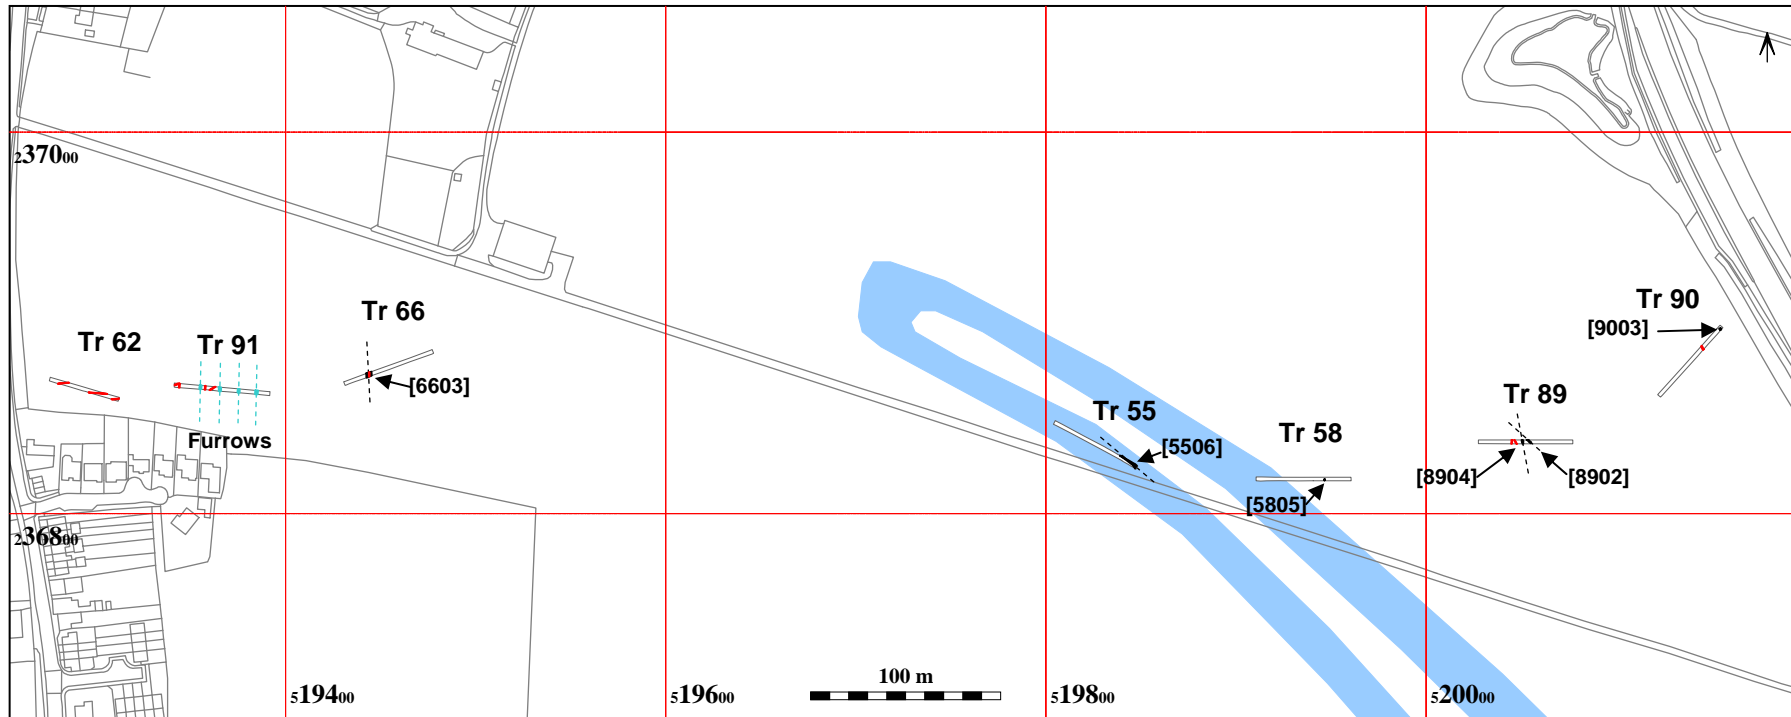 237000
Tr 90
Tr 66
[9003]
Tr 62
Tr 91
[6603]
Tr 89
Tr 55
Tr 58
Furrows
[5506]
[8904]
[8902]
[5805]
236800
100 m
519400
519600
519800
520000